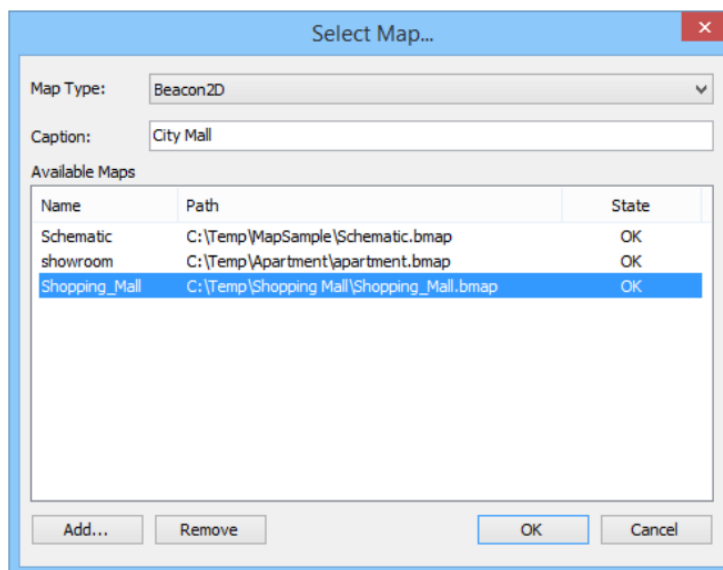 Select Map...
Map Type: Beacon2D
Caption: City Mall
Available Maps
Name Path State
Schematic C:\Temp\MapSample\Schematic.bmap OK
showroom C:\Temp\Apartment\apartment.bmap OK
Shopping_Mall C:\Temp\Shopping Mall\Shopping_Mall.bmap OK
Add... Remove OK Cancel